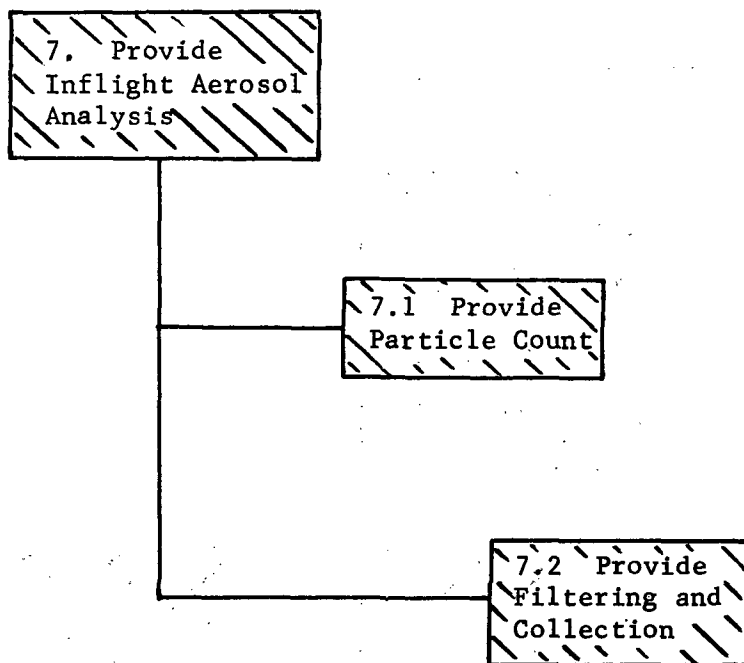 7. Provide
Inflight Aerosol
Analysis
7.1 Provide
Particle Count
7.2 Provide
Filtering and
Collection